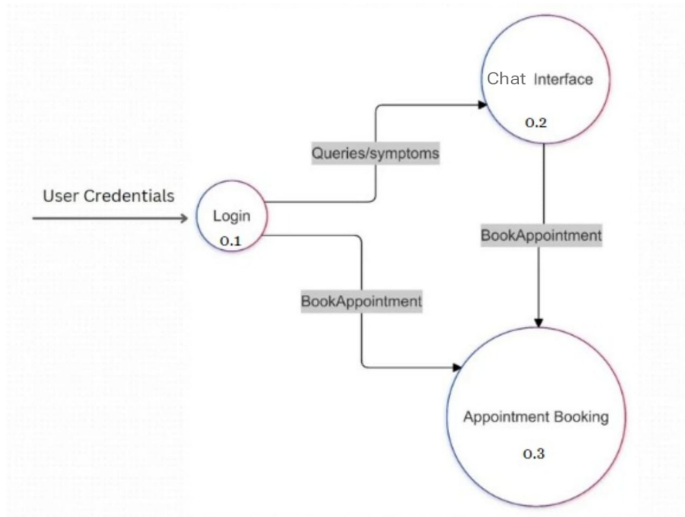 Chat Interface
0.2
Queries/symptoms
User Credentials
Login
0.1
BookAppointment
BookAppointment
Appointment Booking
0.3